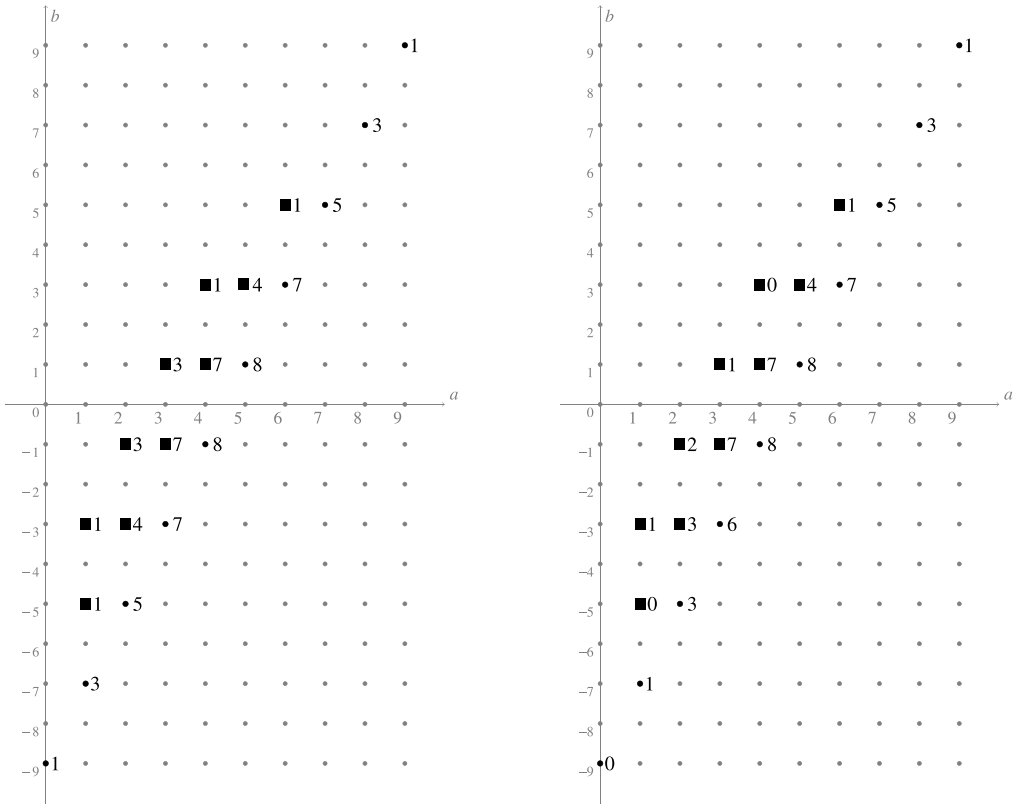 b b
9 1 9 1
8 8
7 3 7 3
6 6
5 1 5 5 1 5
4 4
3 1 4 7 3 0 4 7
2 2
1 3 7 8 1 1 7 8
a a
0 1 2 3 4 5 6 7 8 9 0 1 2 3 4 5 6 7 8 9
−1 3 7 8 −1 2 7 8
−2 −2
−3 1 4 7 −3 1 3 6
−4 −4
−5 1 5 −5 0 3
−6 −6
−7 3 −7 1
−8 −8
−9 1 −9 0